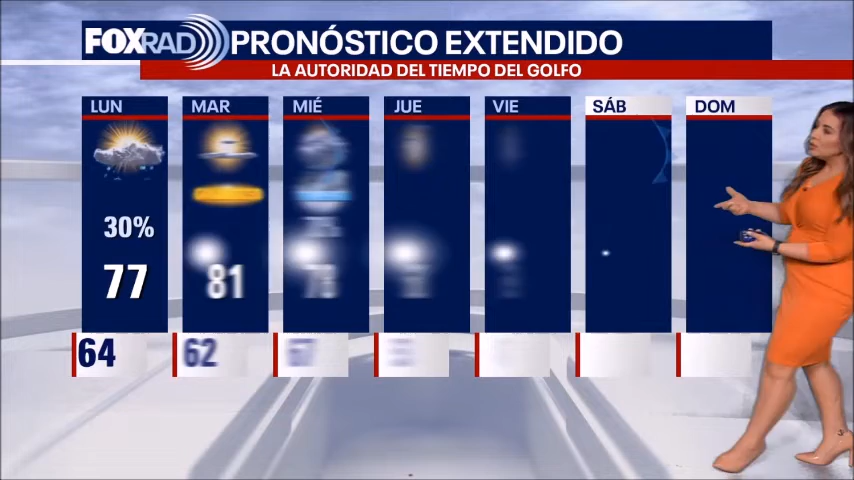 FOXRAD PRONÓSTICO EXTENDIDO
LA AUTORIDAD DEL TIEMPO DEL GOLFO
LUN MAR MIÉ JUE VIE SÁB DOM
30%
77 81
64 62